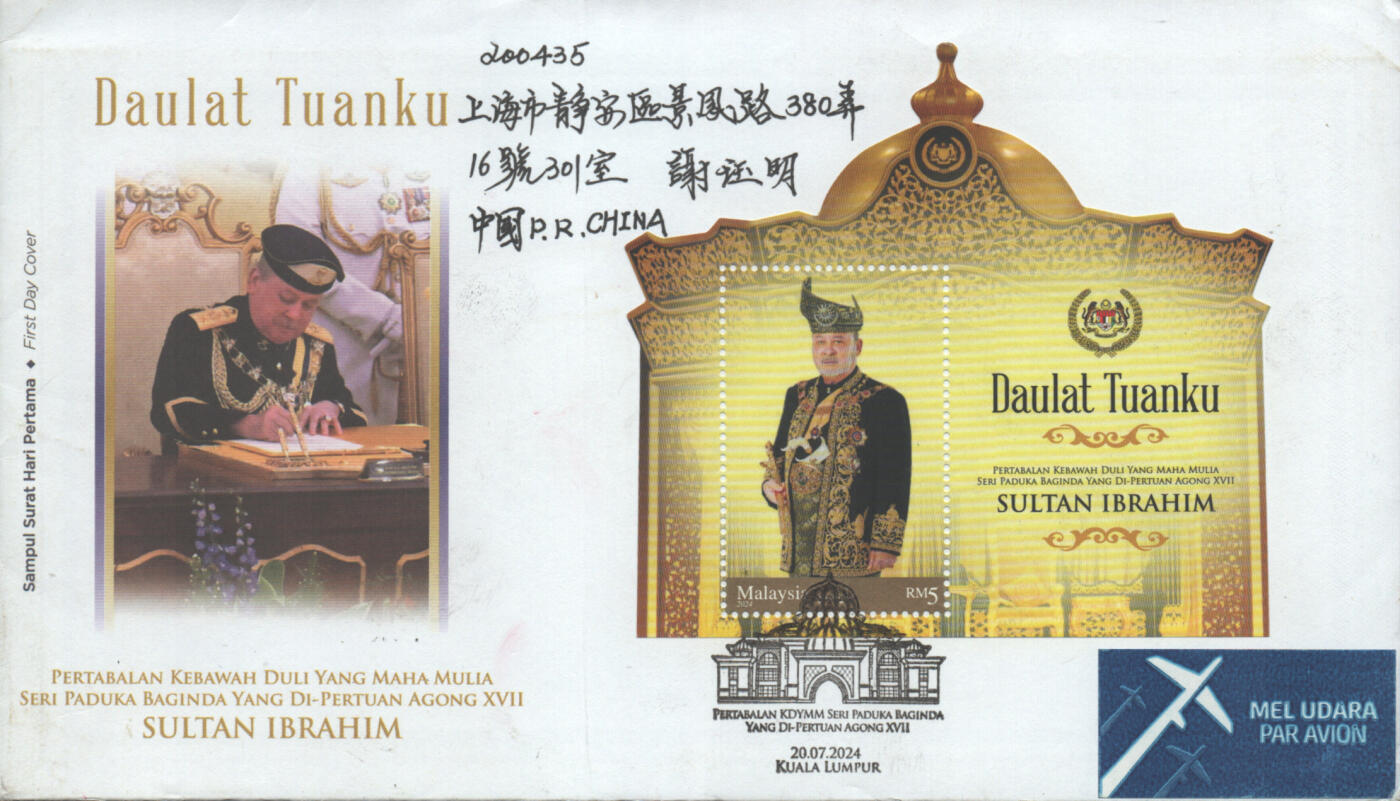 Daulat Tuanku
200435
上海市靜安區景鳳路380弄
16號301室 謝玨明
中國P.R.CHINA
Sampul Surat Hari Pertama ◆ First Day Cover
PERTABALAN KEBAWAH DULI YANG MAHA MULIA
SERI PADUKA BAGINDA YANG DI-PERTUAN AGONG XVII
SULTAN IBRAHIM
Daulat Tuanku
PERTABALAN KEBAWAH DULI YANG MAHA MULIA
SERI PADUKA BAGINDA YANG DI-PERTUAN AGONG XVII
SULTAN IBRAHIM
Malaysia
2024
RM5
PERTABALAN KDYMM SERI PADUKA BAGINDA
YANG DI-PERTUAN AGONG XVII
20.07.2024
KUALA LUMPUR
MEL UDARA
PAR AVION